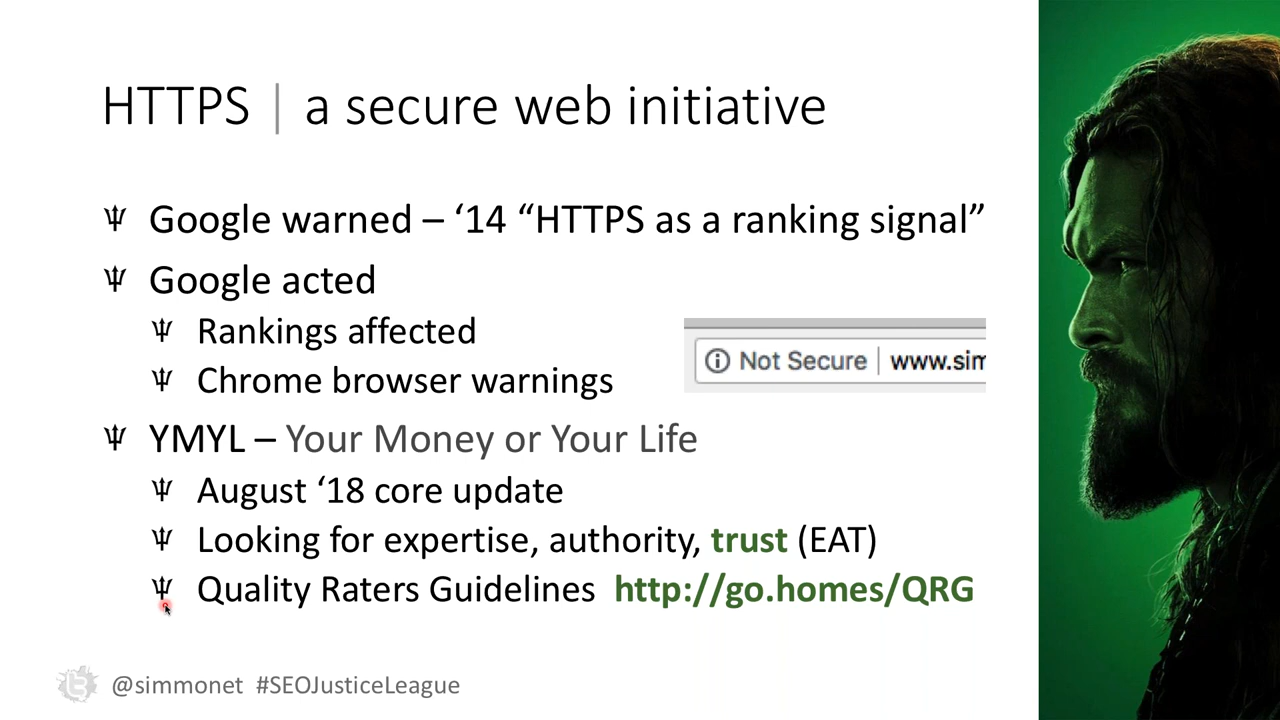 HTTPS | a secure web initiative
Google warned – ‘14 “HTTPS as a ranking signal”
Google acted
Rankings affected
Chrome browser warnings
Not Secure | www.sim
YMYL – Your Money or Your Life
August ‘18 core update
Looking for expertise, authority, trust (EAT)
Quality Raters Guidelines http://go.homes/QRG
@simmonet #SEOJusticeLeague